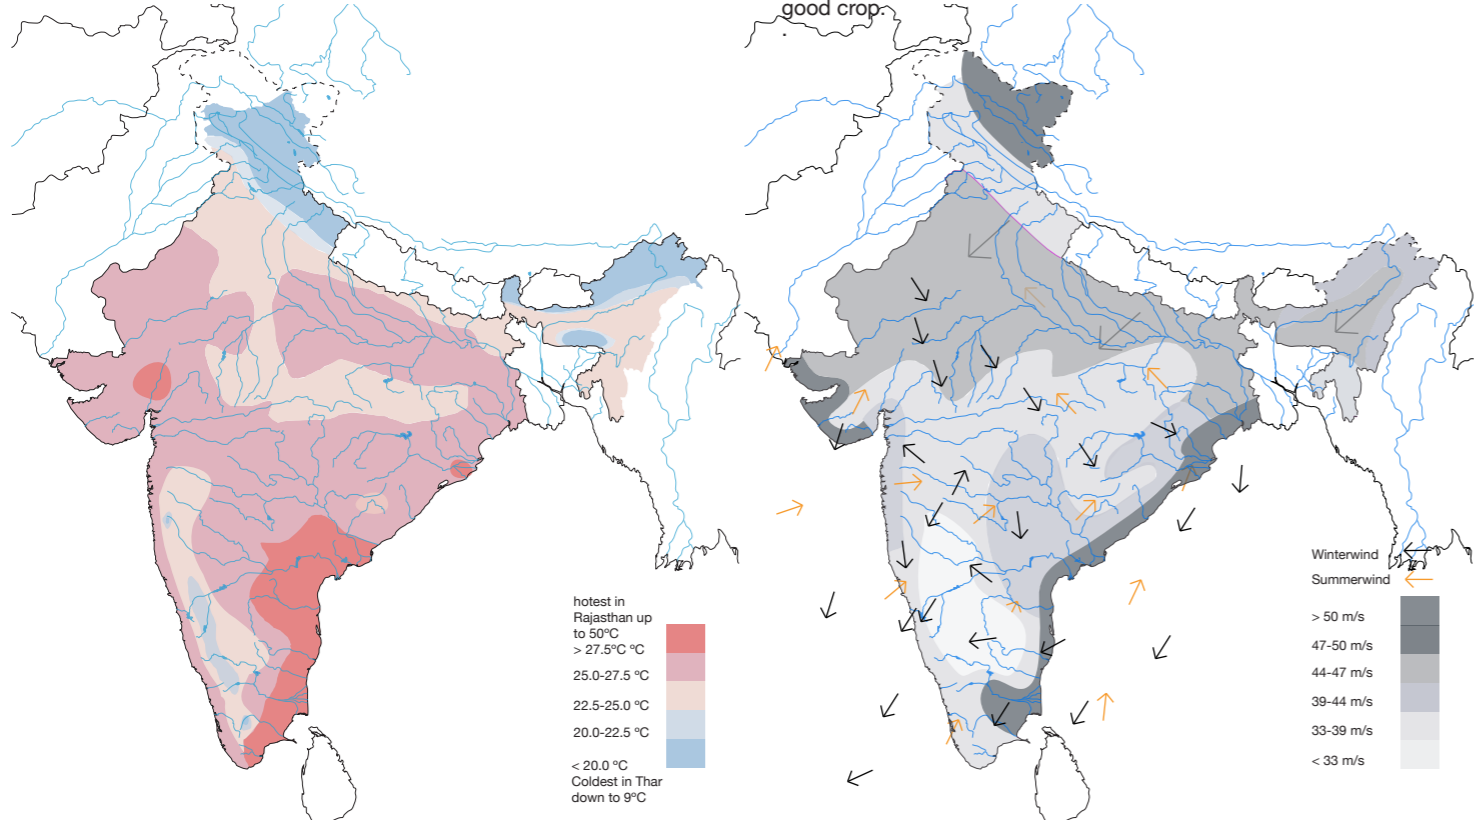 good crop.
hotest in
Rajasthan up
to 50ºC
> 27.5ºC ºC
25.0-27.5 ºC
22.5-25.0 ºC
20.0-22.5 ºC
< 20.0 ºC
Coldest in Thar
down to 9ºC
Winterwind
Summerwind
> 50 m/s
47-50 m/s
44-47 m/s
39-44 m/s
33-39 m/s
< 33 m/s